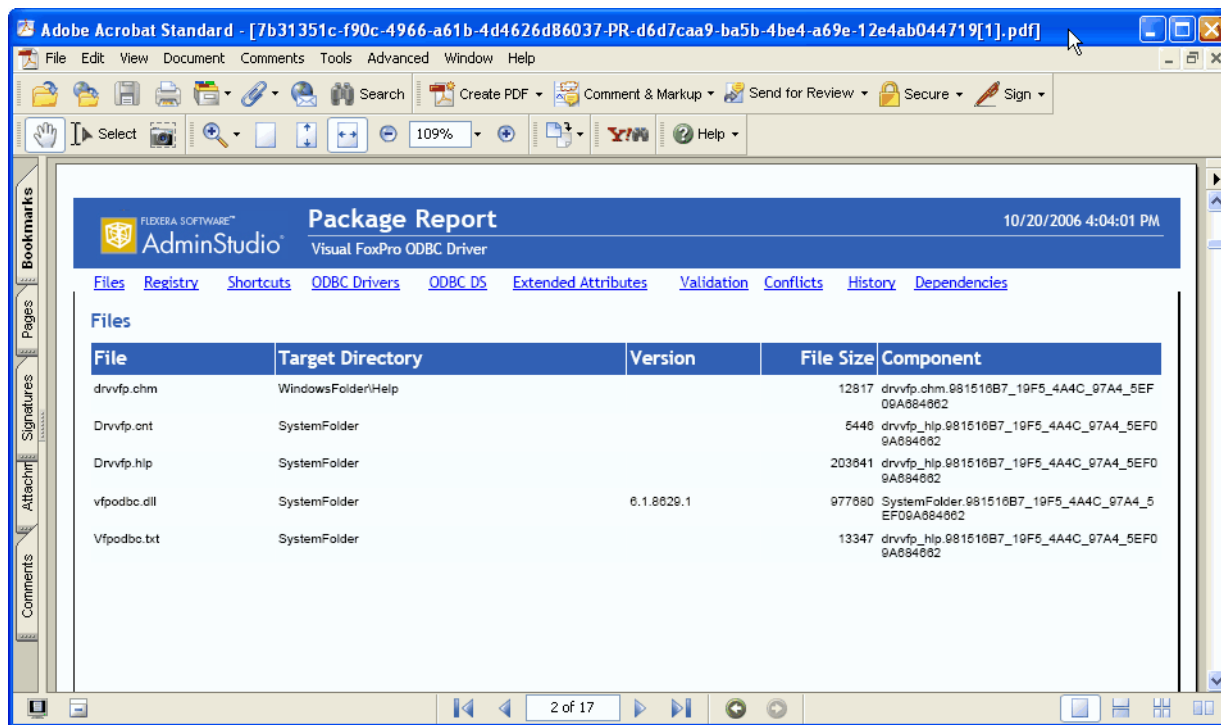 Adobe Acrobat Standard - [7b31351c-f90c-4966-a61b-4d4626d86037-PR-d6d7caa9-ba5b-4be4-a69e-12e4ab044719[1].pdf]
File Edit View Document Comments Tools Advanced Window Help
Search Create PDF Comment & Markup Send for Review Secure Sign
Select 109% Y! Help
Bookmarks
Pages
Signatures
Attachm
Comments
FLEXERA SOFTWARE™
AdminStudio®
Package Report
Visual FoxPro ODBC Driver
10/20/2006 4:04:01 PM
Files Registry Shortcuts ODBC Drivers ODBC DS Extended Attributes Validation Conflicts History Dependencies
Files
File Target Directory Version File Size Component
drvvfp.chm WindowsFolder\Help 12817 drvvfp.chm.981516B7_19F5_4A4C_97A4_5EF
09A684662
Drvvfp.cnt SystemFolder 5446 drvvfp_hlp.981516B7_19F5_4A4C_97A4_5EF0
9A684662
Drvvfp.hlp SystemFolder 203641 drvvfp_hlp.981516B7_19F5_4A4C_97A4_5EF0
9A684662
vfpodbc.dll SystemFolder 6.1.8629.1 977680 SystemFolder.981516B7_19F5_4A4C_97A4_5
EF09A684662
Vfpodbc.txt SystemFolder 13347 drvvfp_hlp.981516B7_19F5_4A4C_97A4_5EF0
9A684662
2 of 17